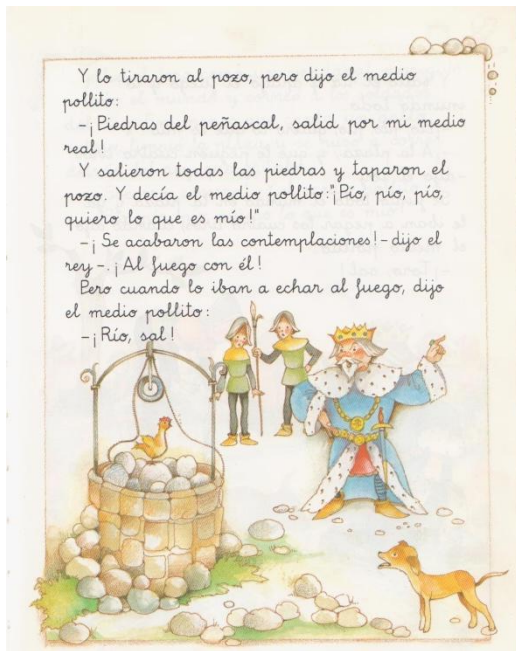 Y lo tiraron al pozo, pero dijo el medio
pollito:
-¡Piedras del peñascal, salid por mi medio
real!
Y salieron todas las piedras y taparon el
pozo. Y decía el medio pollito:"¡Pío, pío, pío,
quiero lo que es mío!"
-¡Se acabaron las contemplaciones!-dijo el
rey-. ¡Al fuego con él!
Pero cuando lo iban a echar al fuego, dijo
el medio pollito:
-¡Río, sal!